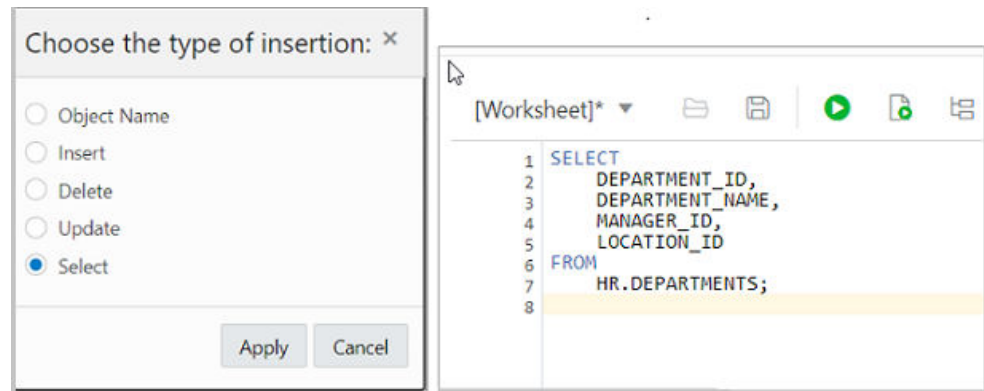 Choose the type of insertion: ×
Object Name
Insert
Delete
Update
Select
Apply Cancel
[Worksheet]*
1 SELECT
2 DEPARTMENT_ID,
3 DEPARTMENT_NAME,
4 MANAGER_ID,
5 LOCATION_ID
6 FROM
7 HR.DEPARTMENTS;
8